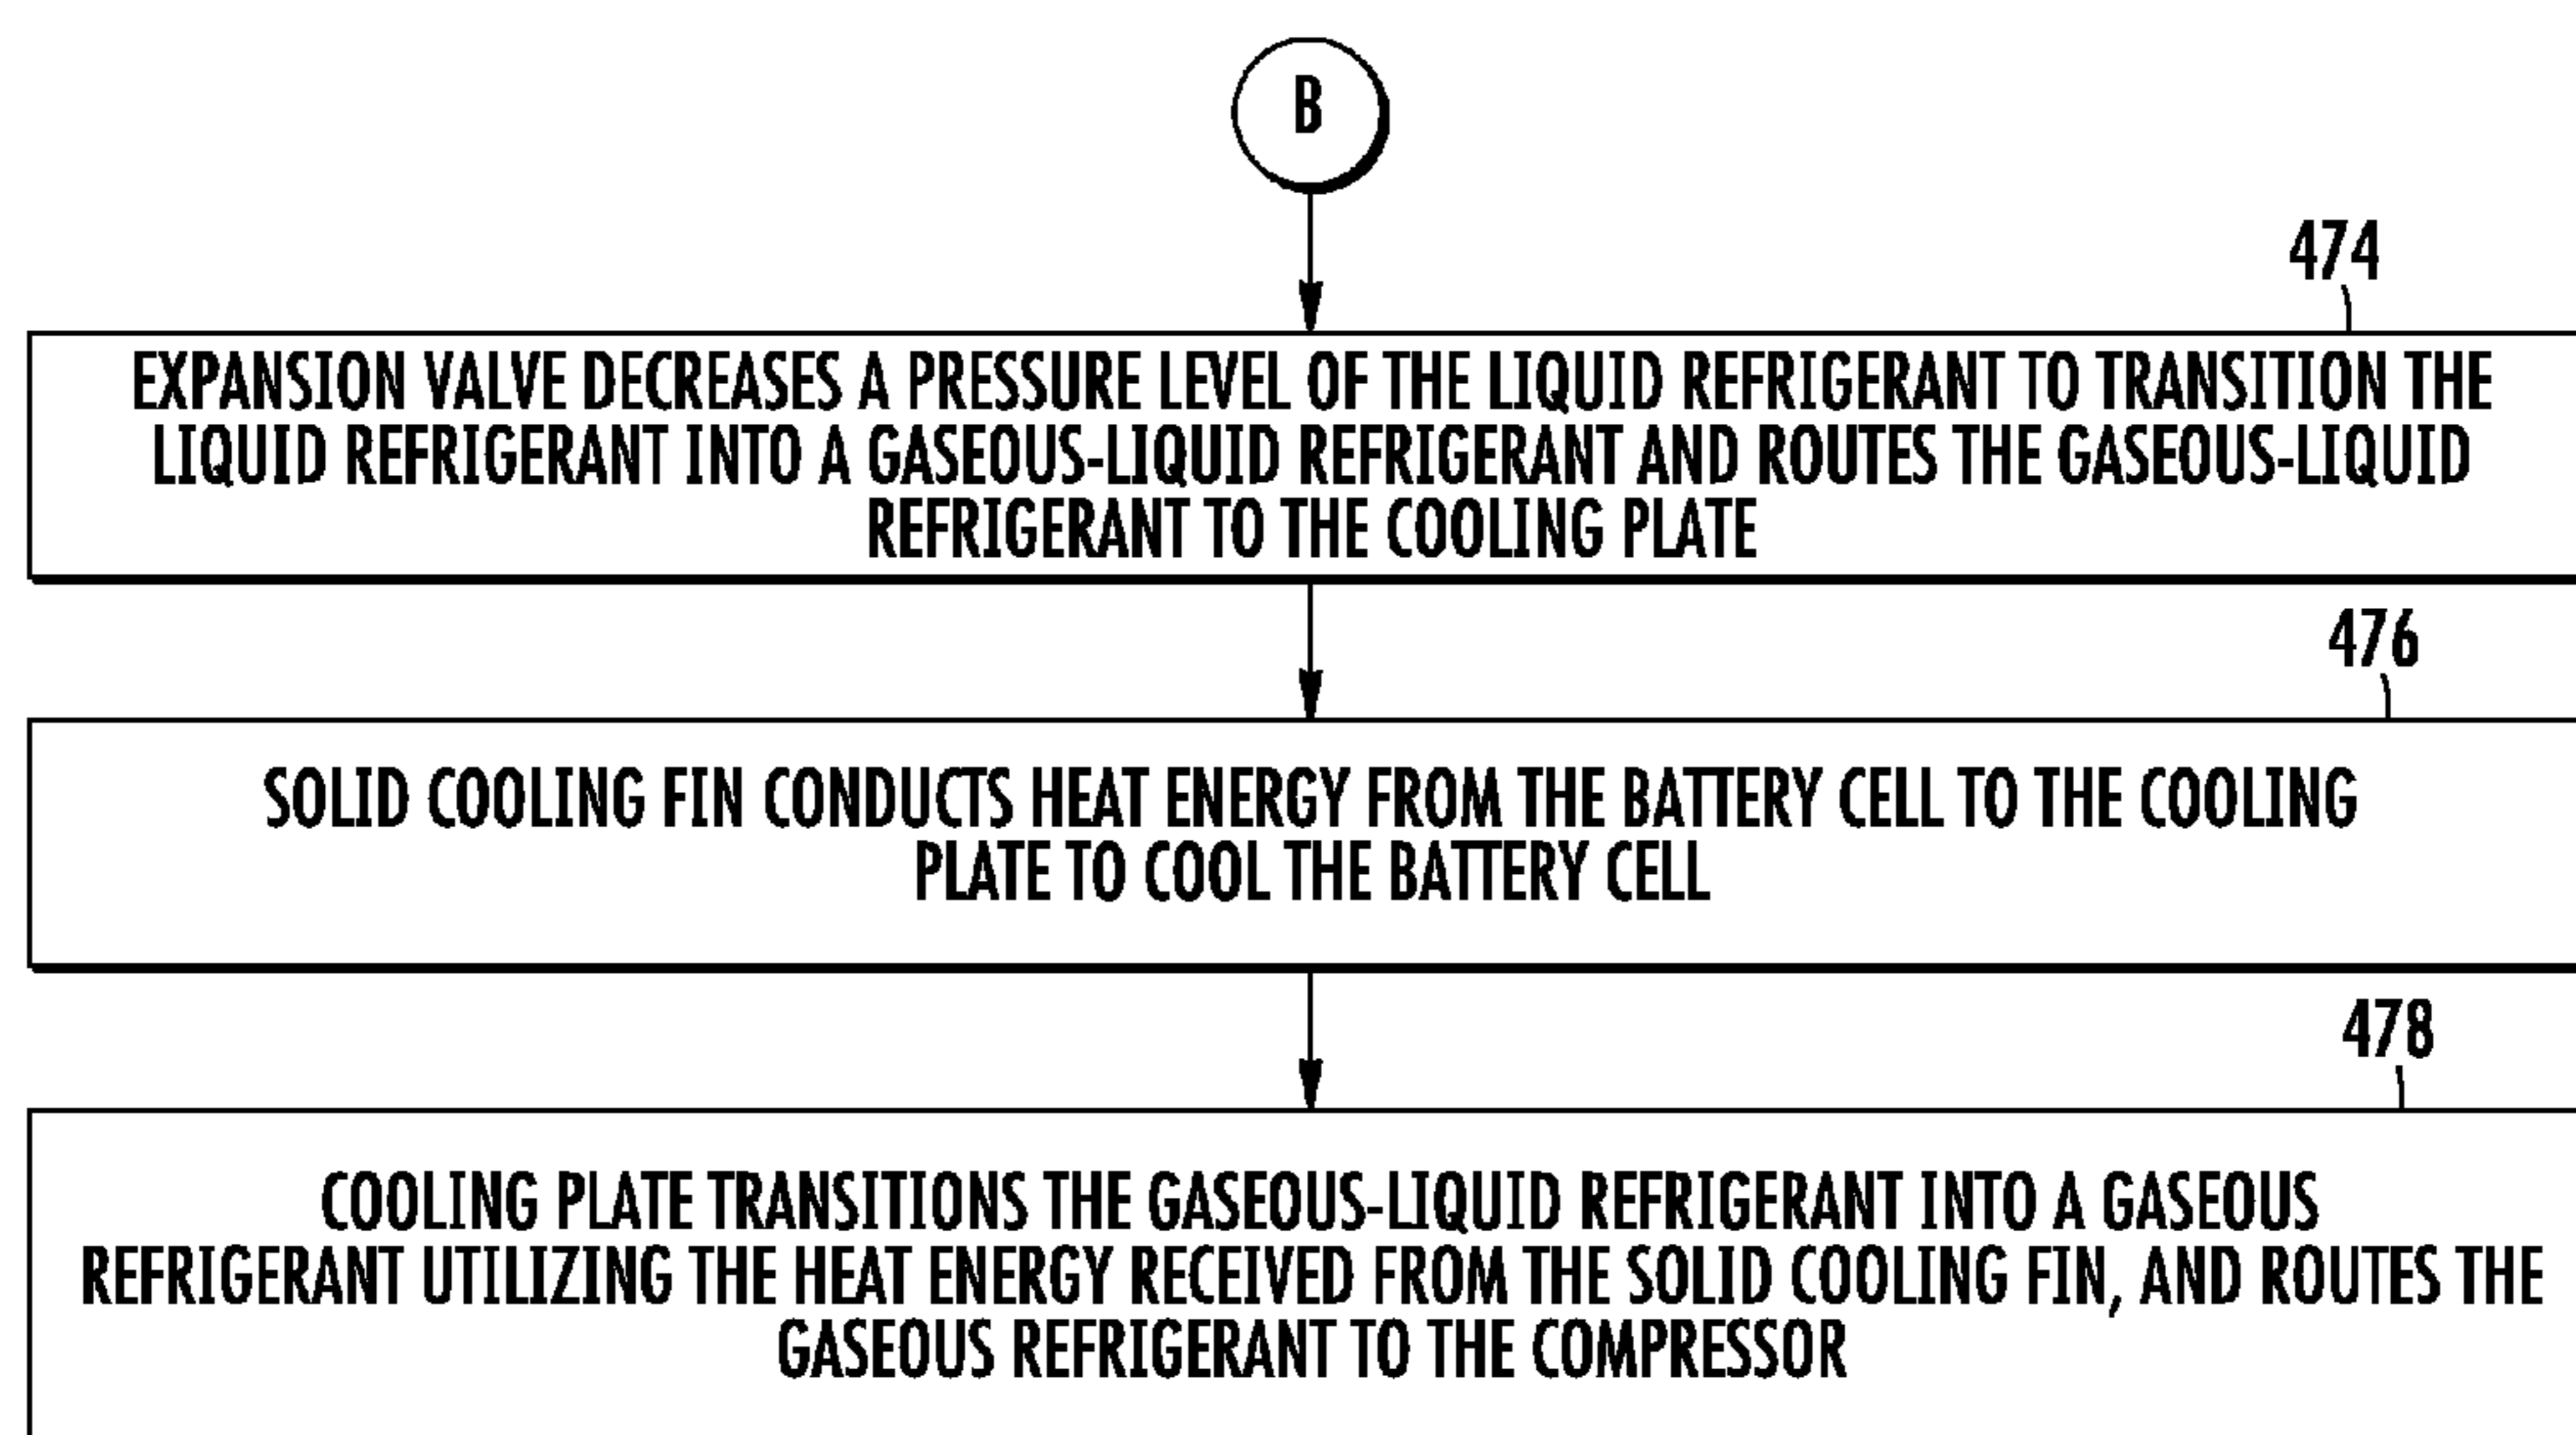 B
474
EXPANSION VALVE DECREASES A PRESSURE LEVEL OF THE LIQUID REFRIGERANT TO TRANSITION THE
LIQUID REFRIGERANT INTO A GASEOUS-LIQUID REFRIGERANT AND ROUTES THE GASEOUS-LIQUID
REFRIGERANT TO THE COOLING PLATE
476
SOLID COOLING FIN CONDUCTS HEAT ENERGY FROM THE BATTERY CELL TO THE COOLING
PLATE TO COOL THE BATTERY CELL
478
COOLING PLATE TRANSITIONS THE GASEOUS-LIQUID REFRIGERANT INTO A GASEOUS
REFRIGERANT UTILIZING THE HEAT ENERGY RECEIVED FROM THE SOLID COOLING FIN, AND ROUTES THE
GASEOUS REFRIGERANT TO THE COMPRESSOR